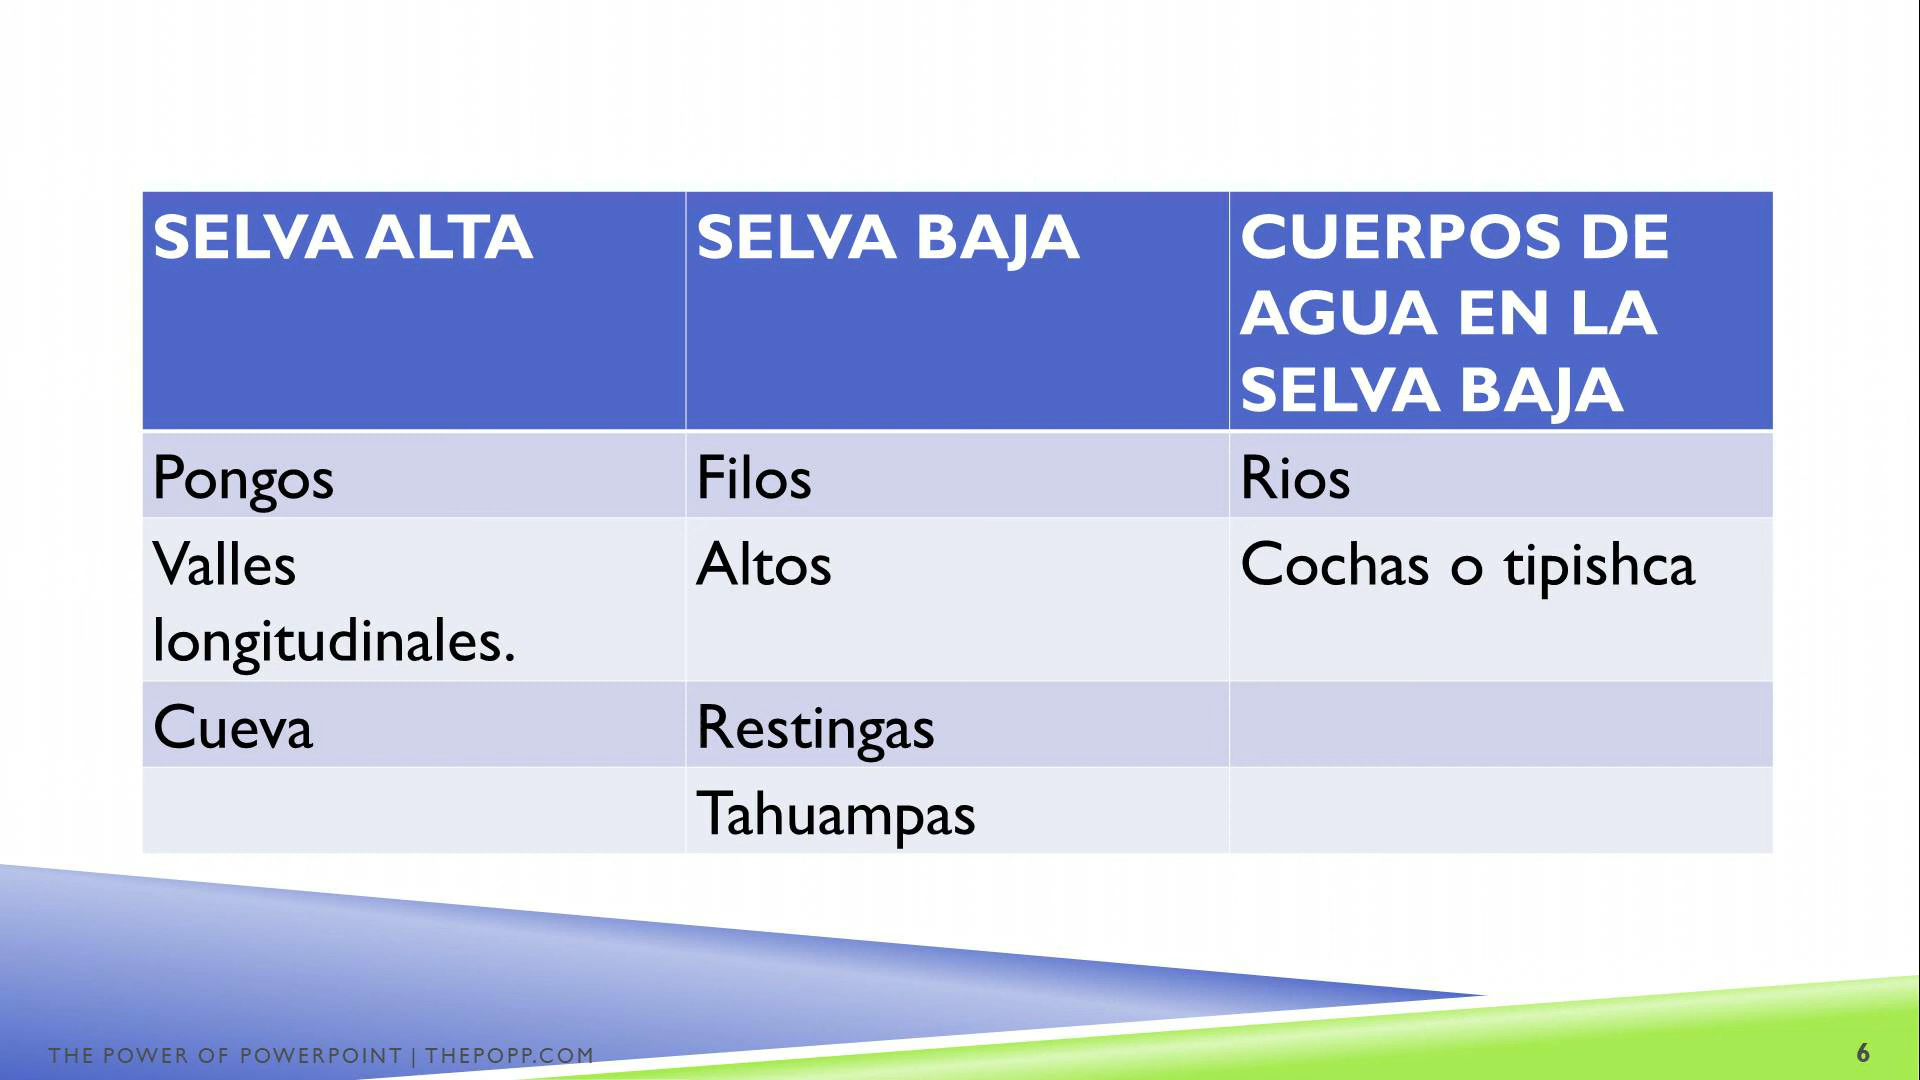 SELVA ALTA
SELVA BAJA
CUERPOS DE
AGUA EN LA
SELVA BAJA
Pongos
Filos
Rios
Valles
longitudinales.
Altos
Cochas o tipishca
Cueva
Restingas
Tahuampas
THE POWER OF POWERPOINT | THEPOPP.COM
6